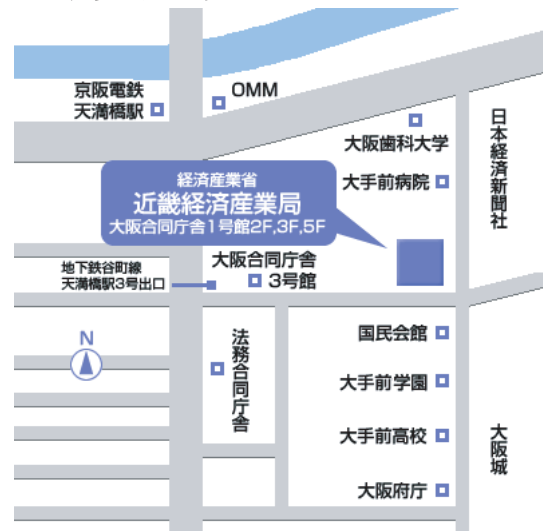 京阪電鉄
天満橋駅
OMM
大阪歯科大学
日本経済新聞社
大手前病院
経済産業省
近畿経済産業局
大阪合同庁舎1号館2F,3F,5F
地下鉄谷町線
天満橋駅3号出口
大阪合同庁舎
3号館
N
法務合同庁舎
国民会館
大手前学園
大手前高校
大阪城
大阪府庁